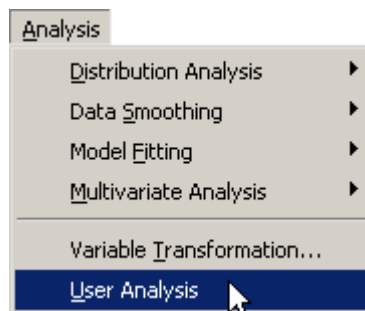 Analysis
Distribution Analysis
Data Smoothing
Model Fitting
Multivariate Analysis
Variable Transformation...
User Analysis